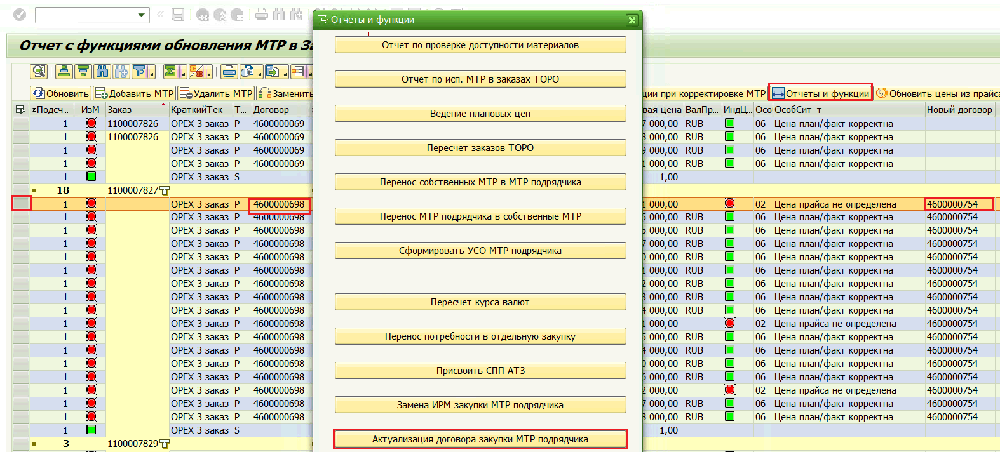 Отчеты и функции
Отчет с функциями обновления МТР в За
Обновить Добавить МТР Удалить МТР Заменить
ции при корректировке МТР Отчеты и функции Обновить цены из прайса
Подсч... ИзМ Заказ КраткийТек Т... Договор вая цена ВалПр... ИндЦ... Осо ОсобСит_т Новый договор
1 1100007826 OPEX 3 заказ P 4600000069 7 000,00 RUB 06 Цена план/факт корректна
1 1100007826 OPEX 3 заказ P 4600000069 8 000,00 RUB 06 Цена план/факт корректна
1 OPEX 3 заказ P 4600000069 9 000,00 RUB 06 Цена план/факт корректна
1 OPEX 3 заказ P 4600000069 1 000,00 RUB 06 Цена план/факт корректна
1 OPEX 3 заказ S 1,00
18 1100007827
1 OPEX 3 заказ P 4600000698 1 000,00 02 Цена прайса не определена 4600000754
1 OPEX 3 заказ P 4600000698 5 000,00 RUB 06 Цена план/факт корректна 4600000754
1 OPEX 3 заказ P 4600000698 5 000,00 RUB 06 Цена план/факт корректна 4600000754
1 OPEX 3 заказ P 4600000698 7 000,00 RUB 06 Цена план/факт корректна 4600000754
1 OPEX 3 заказ P 4600000698 0 000,00 RUB 06 Цена план/факт корректна 4600000754
1 OPEX 3 заказ P 4600000698 1 000,00 RUB 06 Цена план/факт корректна 4600000754
1 OPEX 3 заказ P 4600000698 2 000,00 RUB 06 Цена план/факт корректна 4600000754
1 OPEX 3 заказ P 4600000698 3 000,00 RUB 06 Цена план/факт корректна 4600000754
1 OPEX 3 заказ P 4600000698 4 000,00 RUB 06 Цена план/факт корректна 4600000754
1 OPEX 3 заказ P 4600000698 1 000,00 02 Цена прайса не определена 4600000754
1 OPEX 3 заказ P 4600000698 5 000,00 RUB 06 Цена план/факт корректна 4600000754
1 OPEX 3 заказ P 4600000698 4 000,00 RUB 06 Цена план/факт корректна 4600000754
1 OPEX 3 заказ P 4600000698 0 000,00 RUB 06 Цена план/факт корректна 4600000754
1 OPEX 3 заказ P 4600000698 6 000,00 RUB 06 Цена план/факт корректна 4600000754
1 OPEX 3 заказ P 4600000698 2 000,00 02 Цена прайса не определена 4600000754
1 OPEX 3 заказ P 4600000698 7 000,00 RUB 06 Цена план/факт корректна 4600000754
1 OPEX 3 заказ P 4600000698 8 000,00 RUB 06 Цена план/факт корректна 4600000754
1 OPEX 3 заказ S 1,00
3 1100007829
Отчет по проверке доступности материалов
Отчет по исп. МТР в заказах ТОРО
Ведение плановых цен
Пересчет заказов ТОРО
Перенос собственных МТР в МТР подрядчика
Перенос МТР подрядчика в собственные МТР
Сформировать УСО МТР подрядчика
Пересчет курса валют
Перенос потребности в отдельную закупку
Присвоить СПП АТЗ
Замена ИРМ закупки МТР подрядчика
Актуализация договора закупки МТР подрядчика